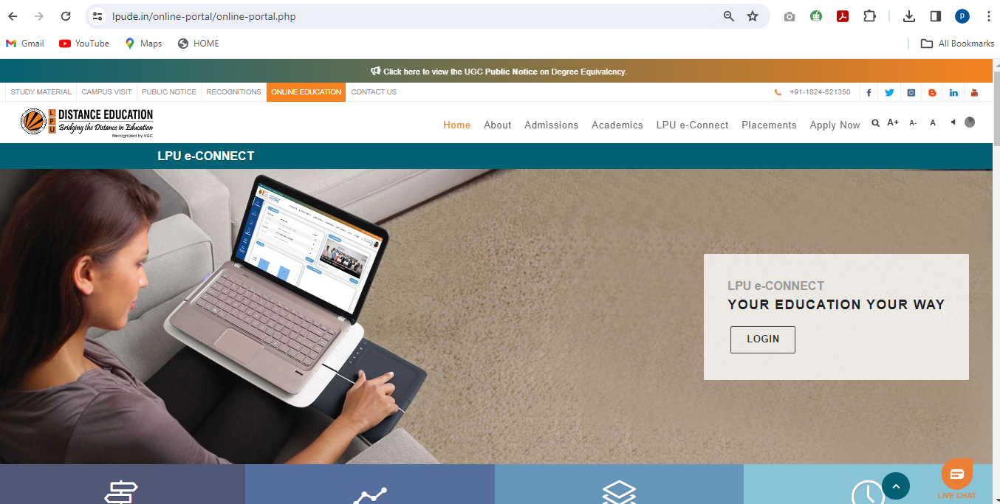 lpude.in/online-portal/online-portal.php
P
Gmail YouTube Maps HOME All Bookmarks
Click here to view the UGC Public Notice on Degree Equivalency.
STUDY MATERIAL CAMPUS VISIT PUBLIC NOTICE RECOGNITIONS ONLINE EDUCATION CONTACT US +91-1824-521350
LPU DISTANCE EDUCATION
Bridging the Distance in Education
Recognized by UGC
Home About Admissions Academics LPU e-Connect Placements Apply Now A+ A- A
LPU e-CONNECT
LPU e-CONNECT
YOUR EDUCATION YOUR WAY
LOGIN
LIVE CHAT